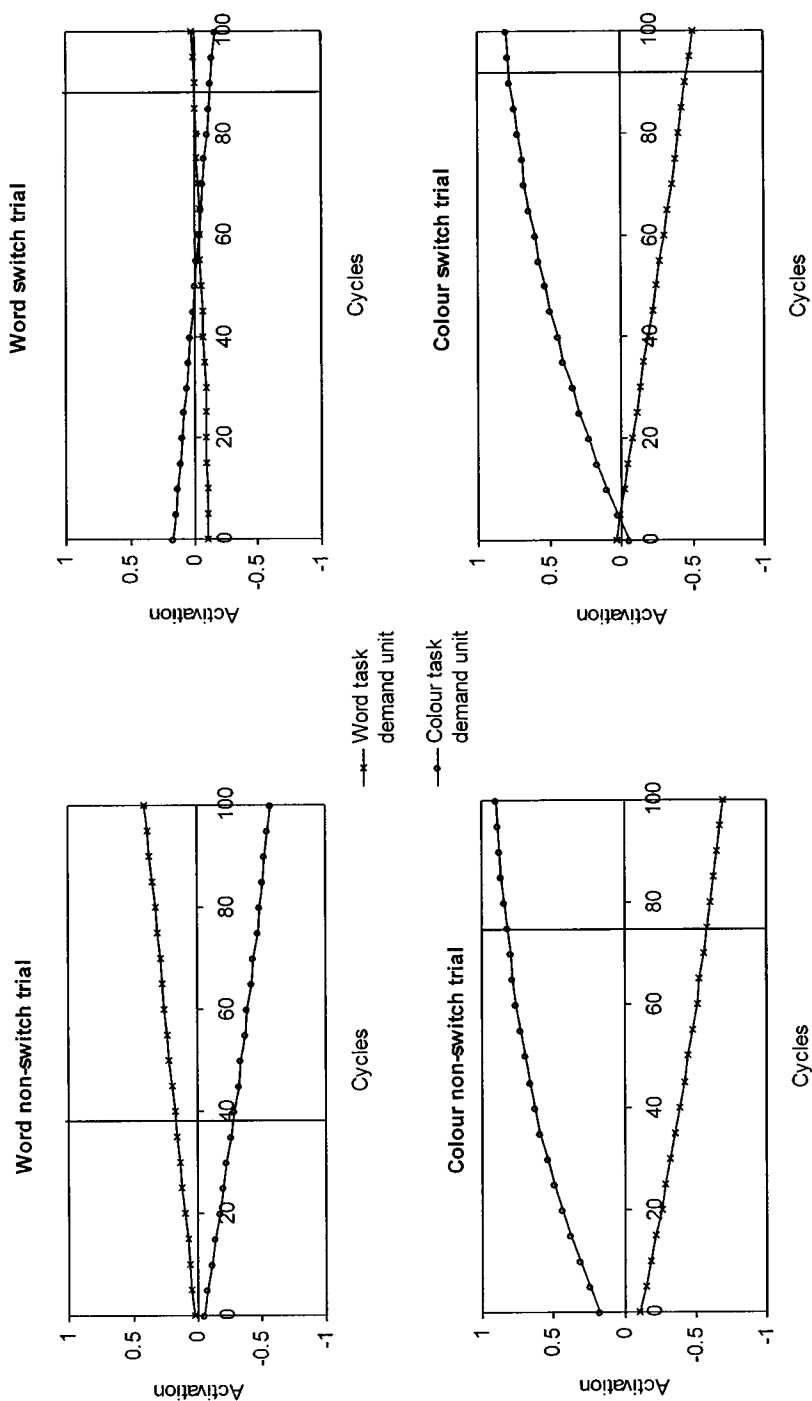 Word non-switch trial
1
0.5
0
-0.5
-1
Activation
0
20
40
60
80
100
Cycles
Word switch trial
1
0.5
0
-0.5
-1
Activation
0
20
40
60
80
100
Cycles
Word task
demand unit
Colour task
demand unit
Colour non-switch trial
1
0.5
0
-0.5
-1
Activation
0
20
40
60
80
100
Cycles
Colour switch trial
1
0.5
0
-0.5
-1
Activation
0
20
40
60
80
100
Cycles